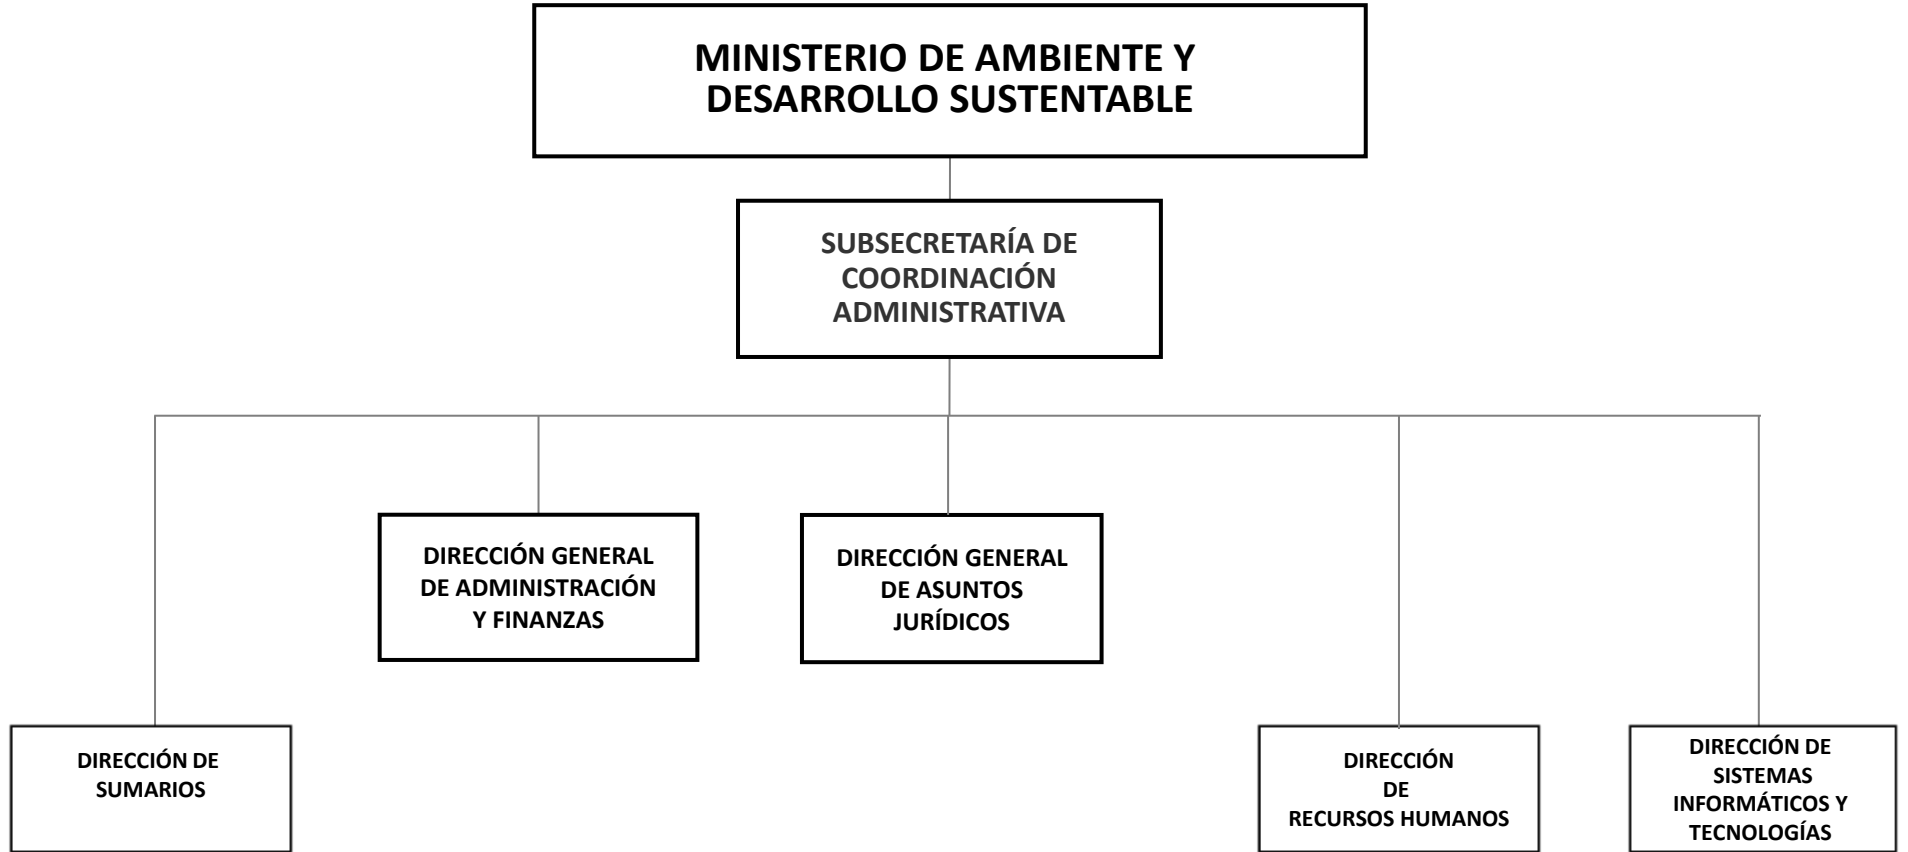 MINISTERIO DE AMBIENTE Y
DESARROLLO SUSTENTABLE
SUBSECRETARÍA DE
COORDINACIÓN
ADMINISTRATIVA
DIRECCIÓN GENERAL
DE ADMINISTRACIÓN
Y FINANZAS
DIRECCIÓN GENERAL
DE ASUNTOS
JURÍDICOS
DIRECCIÓN DE
SUMARIOS
DIRECCIÓN
DE
RECURSOS HUMANOS
DIRECCIÓN DE
SISTEMAS
INFORMÁTICOS Y
TECNOLOGÍAS